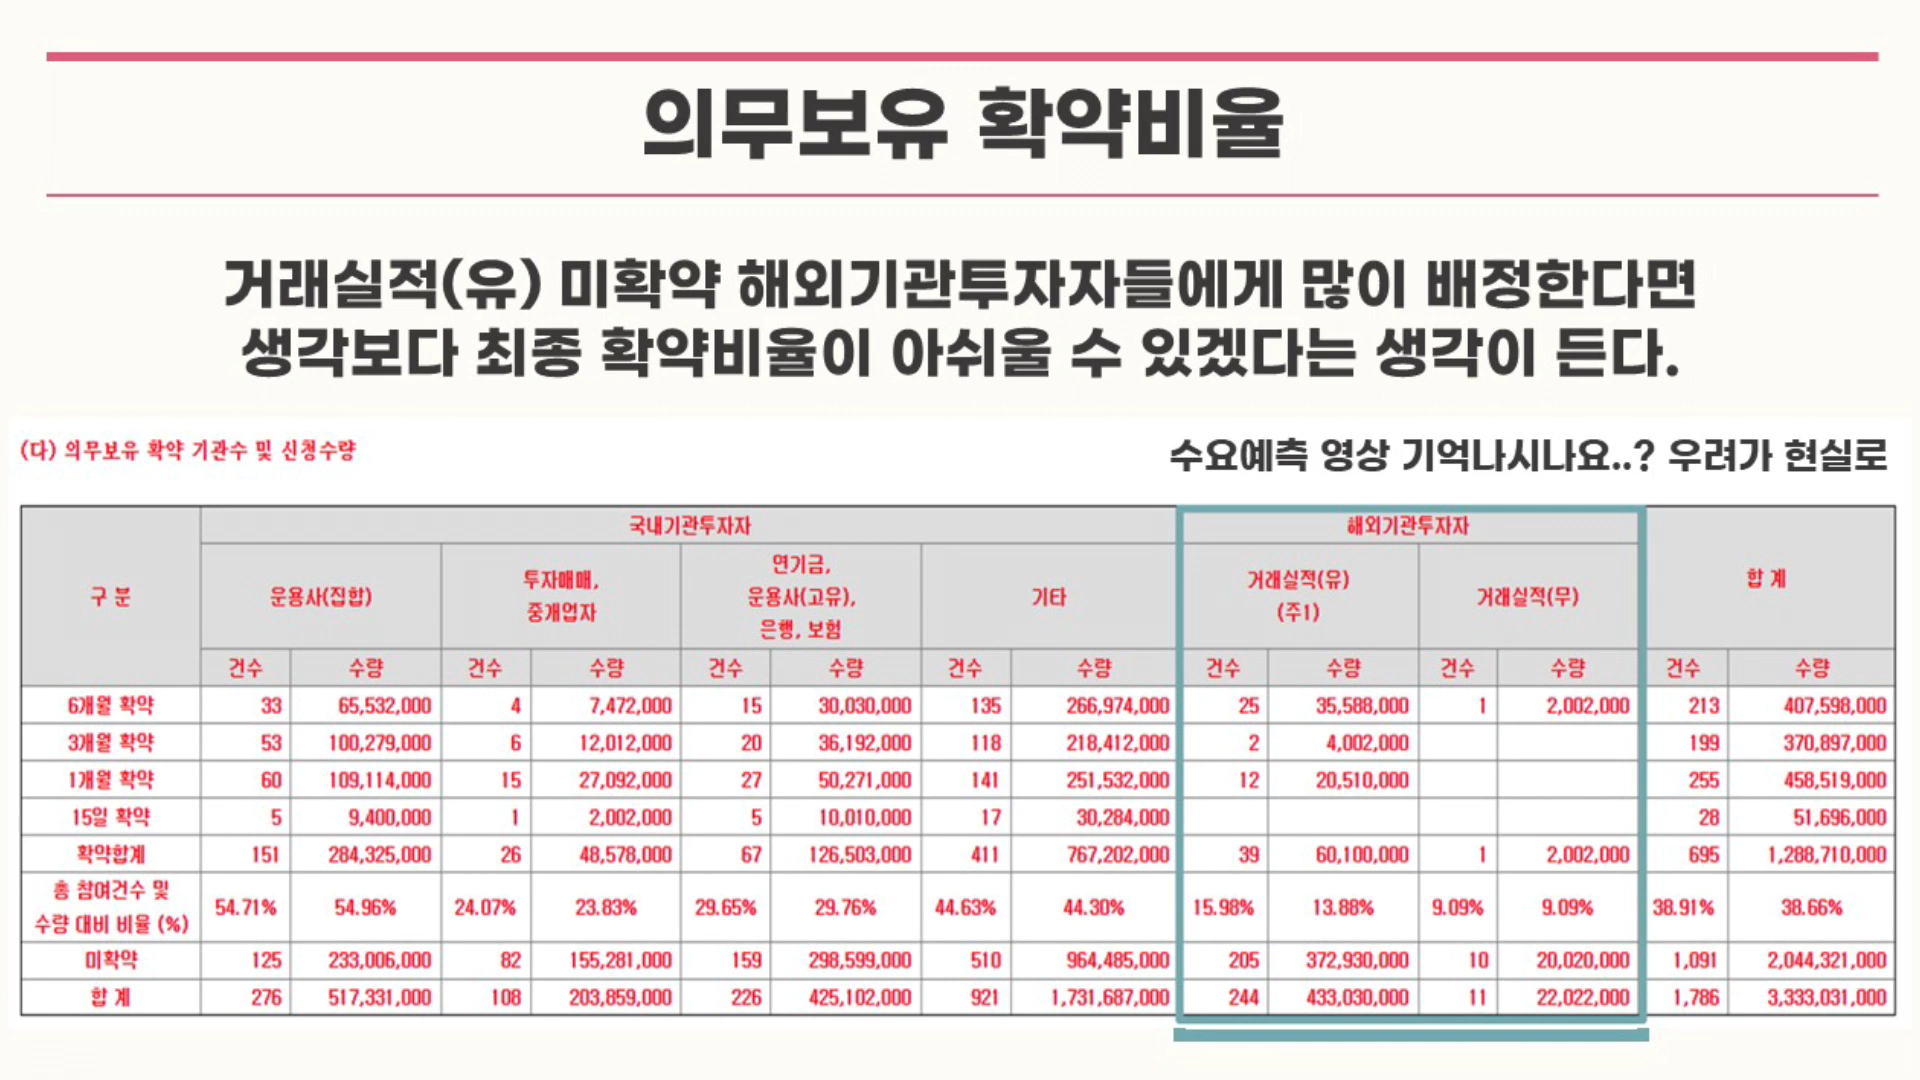 의무보유 확약비율
거래실적(유) 미확약 해외기관투자자들에게 많이 배정한다면
생각보다 최종 확약비율이 아쉬울 수 있겠다는 생각이 든다.
(다) 의무보유 확약 기관수 및 신청수량
수요예측 영상 기억나시나요..? 우려가 현실로
구 분 국내기관투자자 해외기관투자자 합 계
운용사(집합) 투자매매, 중개업자 연기금, 운용사(고유), 은행, 보험 기타 거래실적(유) (주1) 거래실적(무)
건수 수량 건수 수량 건수 수량 건수 수량 건수 수량 건수 수량 건수 수량
6개월 확약 33 65,532,000 4 7,472,000 15 30,030,000 135 266,974,000 25 35,588,000 1 2,002,000 213 407,598,000
3개월 확약 53 100,279,000 6 12,012,000 20 36,192,000 118 218,412,000 2 4,002,000 199 370,897,000
1개월 확약 60 109,114,000 15 27,092,000 27 50,271,000 141 251,532,000 12 20,510,000 255 458,519,000
15일 확약 5 9,400,000 1 2,002,000 5 10,010,000 17 30,284,000 28 51,696,000
확약합계 151 284,325,000 26 48,578,000 67 126,503,000 411 767,202,000 39 60,100,000 1 2,002,000 695 1,288,710,000
총 참여건수 및 수량 대비 비율 (%) 54.71% 54.96% 24.07% 23.83% 29.65% 29.76% 44.63% 44.30% 15.98% 13.88% 9.09% 9.09% 38.91% 38.66%
미확약 125 233,006,000 82 155,281,000 159 298,599,000 510 964,485,000 205 372,930,000 10 20,020,000 1,091 2,044,321,000
합 계 276 517,331,000 108 203,859,000 226 425,102,000 921 1,731,687,000 244 433,030,000 11 22,022,000 1,786 3,333,031,000